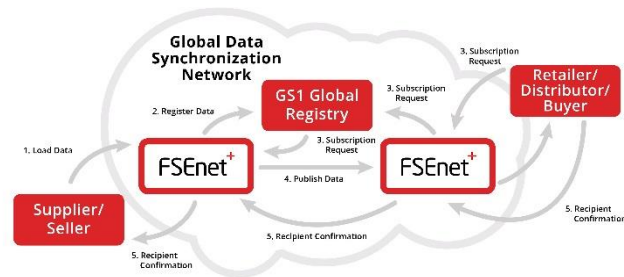 Global Data
Synchronization
Network
3. Subscription
Request
Retailer/
Distributor/
Buyer
GS1 Global
Registry
3. Subscription
Request
2. Register Data
3. Subscription
Request
1. Load Data
FSEnet+
4. Publish Data
FSEnet+
Supplier/
Seller
5. Recipient
Confirmation
5, Recipient Confirmation
5. Recipient
Confirmation